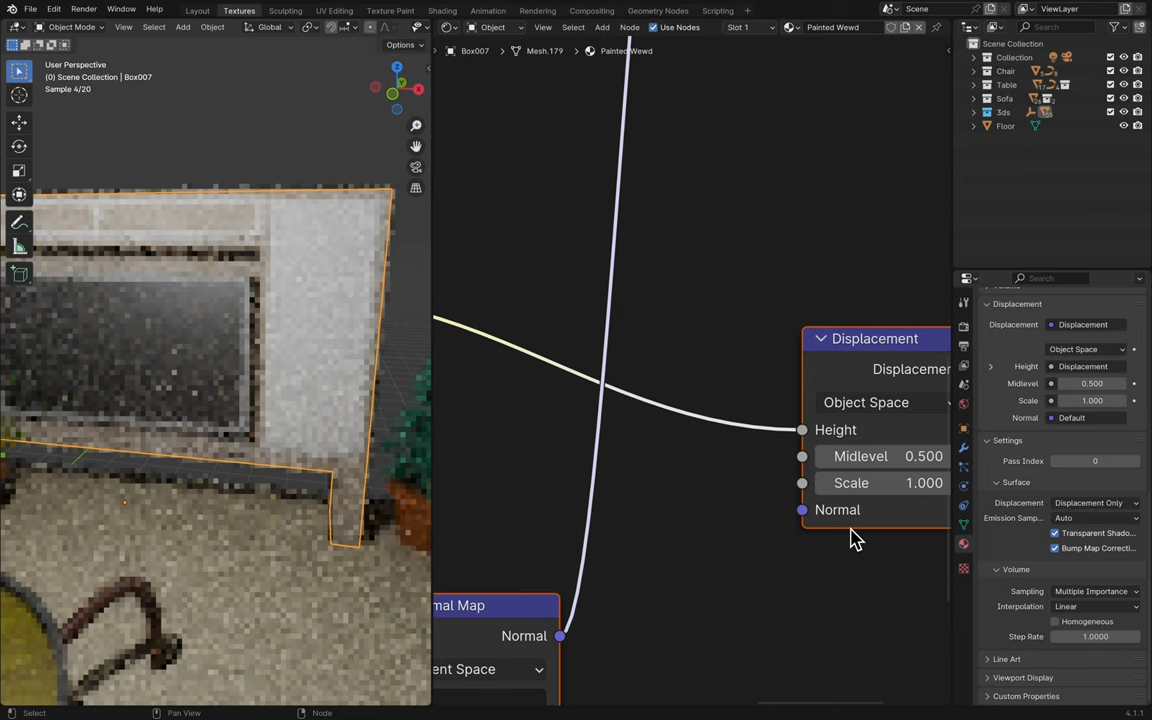 File Edit Render Window Help Layout Textures Sculpting UV Editing Texture Paint Shading Animation Rendering Compositing Geometry Nodes Scripting Scene ViewLayer
Object Mode View Select Add Object Global Object View Select Add Node Use Nodes Slot 1 Painted Wewd Search
Options Box007 Mesh.179 Painted Wewd
User Perspective
(0) Scene Collection | Box007
Sample 4/20
Z
Y
X
Scene Collection
Collection
Chair
Table
Sofa
3ds
Floor
Search
Displacement
Displacement Displacement
Object Space
Height Displacement
Midlevel 0.500
Scale 1.000
Normal Default
Settings
Pass Index 0
Surface
Displacement Displacement Only
Emission Samp... Auto
Transparent Shado...
Bump Map Correcti...
Volume
Sampling Multiple Importance
Interpolation Linear
Homogeneous
Step Rate 1.0000
Line Art
Viewport Display
Custom Properties
Displacement
Displacemer
Object Space
Height
Midlevel 0.500
Scale 1.000
Normal
mal Map
Normal
ent Space
Select Pan View Node 4.1.1